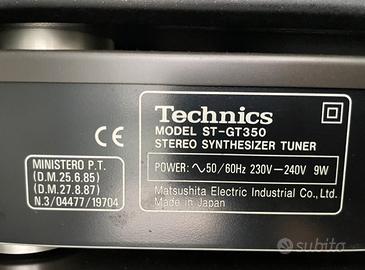 Technics
MODEL ST-GT350
STEREO SYNTHESIZER TUNER
POWER: ∿50/60Hz 230V-240V 9W
Matsushita Electric Industrial Co.,Ltd.
Made in Japan
CE
MINISTERO P.T.
(D.M.25.6.85)
(D.M.27.8.87)
N.3/04477/19704
subito